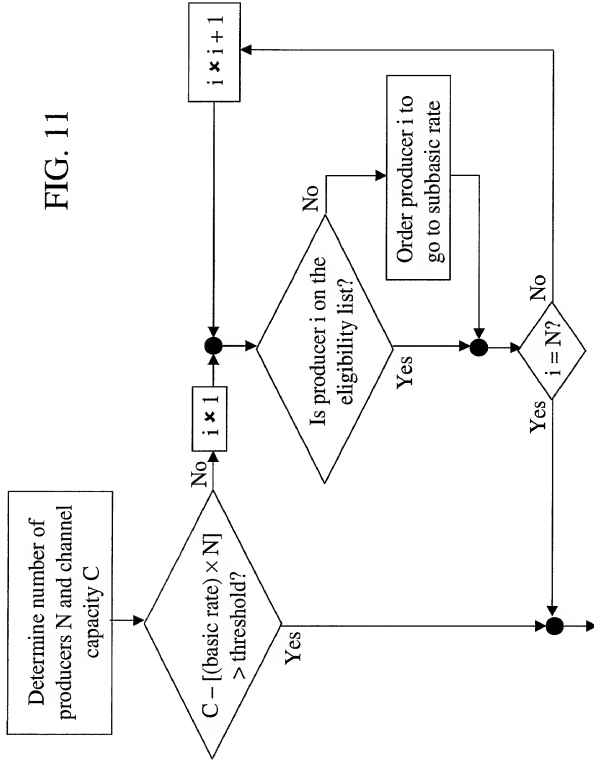 FIG. 11
Determine number of
producers N and channel
capacity C
C – [(basic rate) × N]
> threshold?
No
Yes
i × 1
i × i + 1
Is producer i on the
eligibility list?
No
Yes
Order producer i to
go to subbasic rate
i = N?
No
Yes